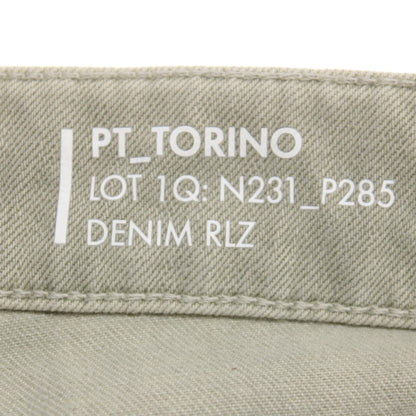 PT_TORINO
LOT 1Q: N231_P285
DENIM RLZ